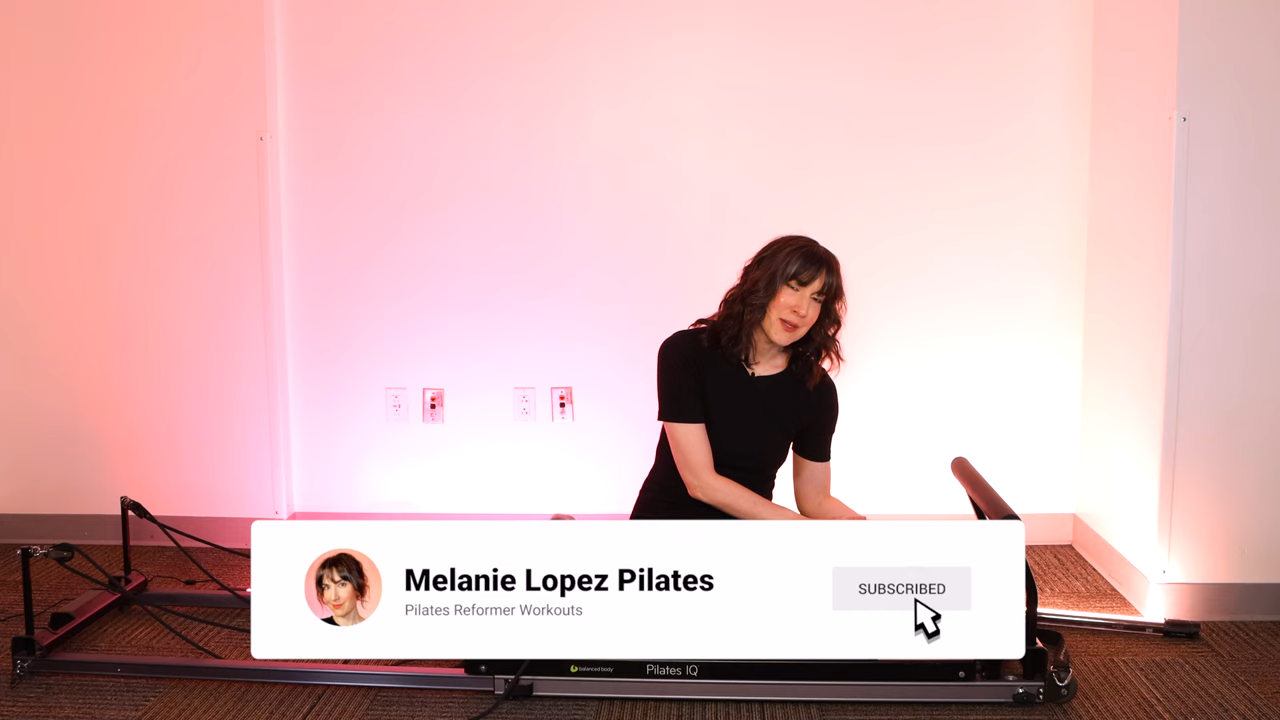 Melanie Lopez Pilates
Pilates Reformer Workouts
SUBSCRIBED
balanced body
Pilates IQ